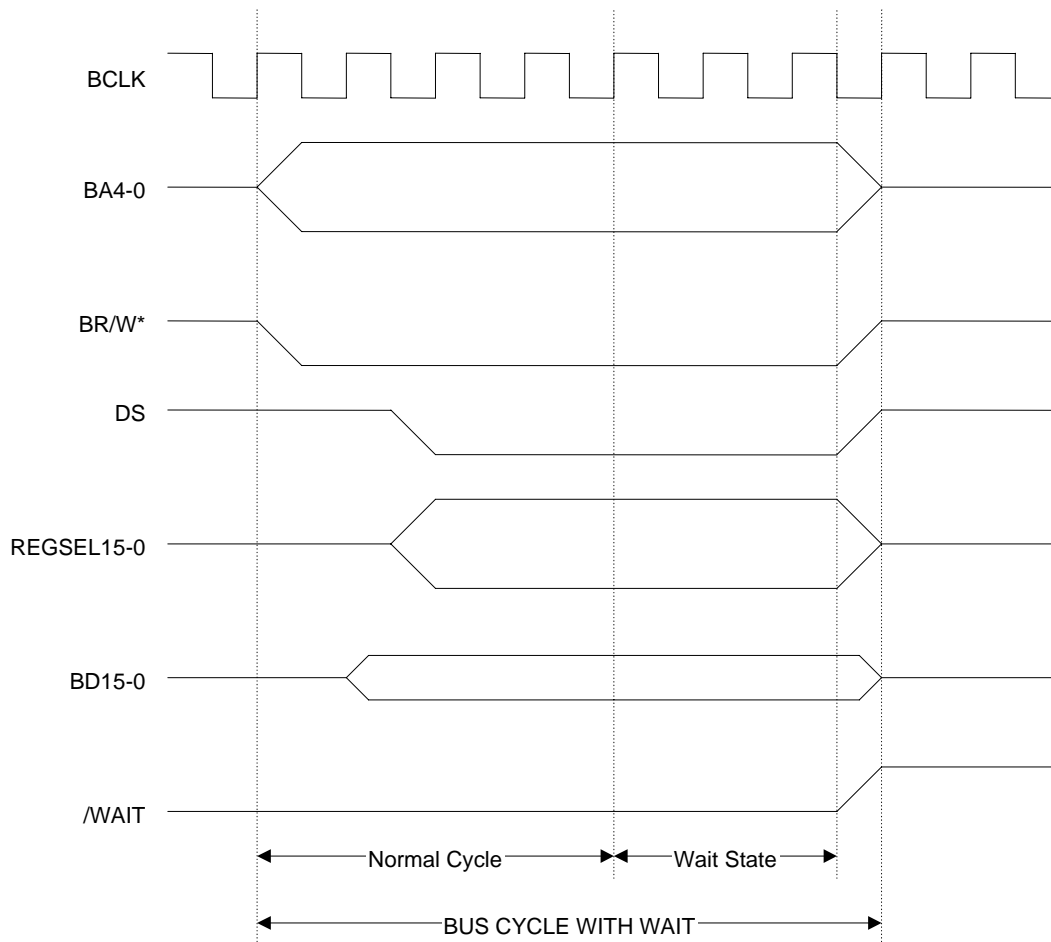 BCLK
BA4-0
BR/W*
DS
REGSEL15-0
BD15-0
/WAIT
Normal Cycle
Wait State
BUS CYCLE WITH WAIT